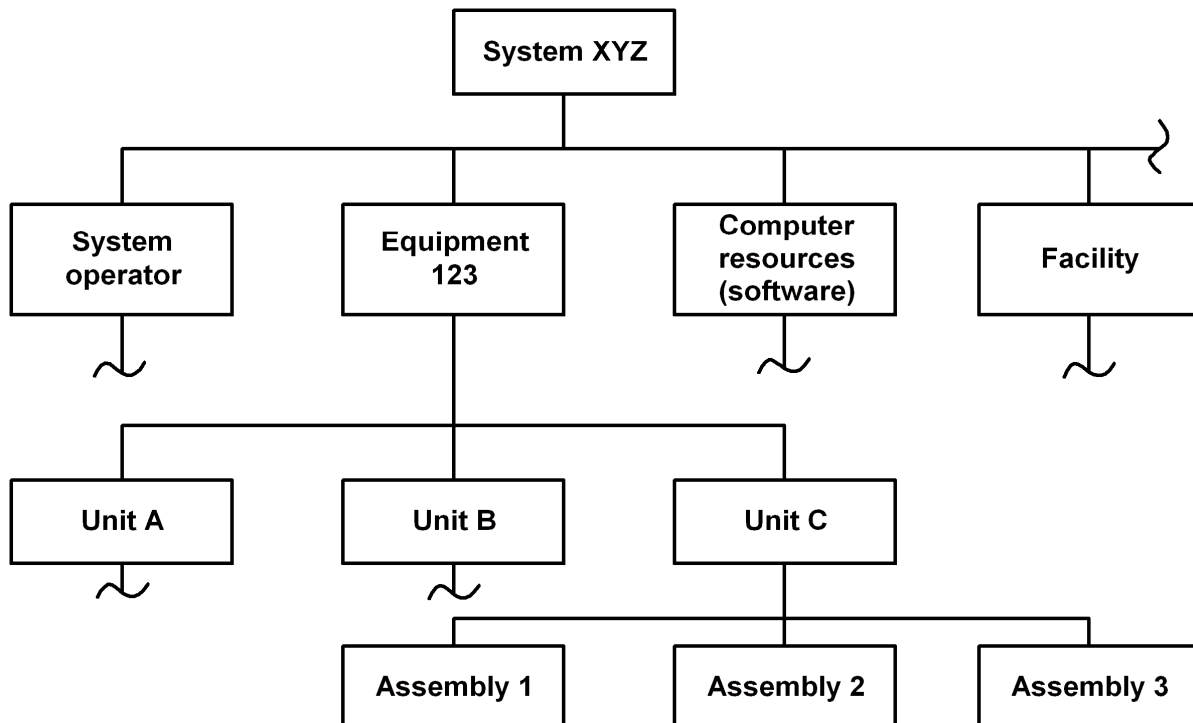 System XYZ
System
operator
Equipment
123
Computer
resources
(software)
Facility
Unit A
Unit B
Unit C
Assembly 1
Assembly 2
Assembly 3